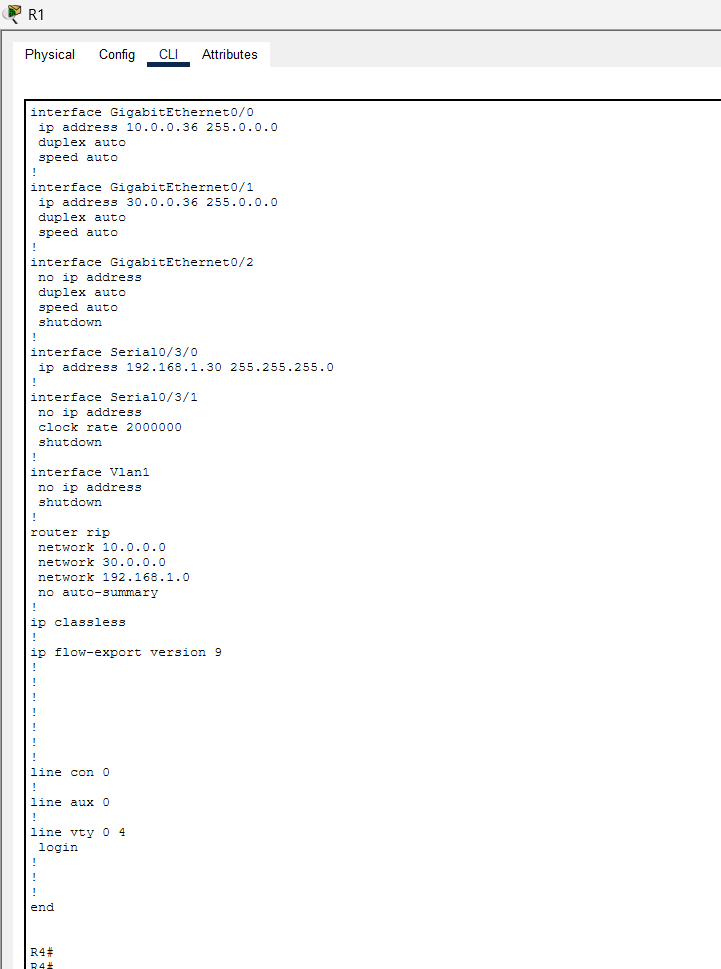 R1
Physical Config CLI Attributes
interface GigabitEthernet0/0
 ip address 10.0.0.36 255.0.0.0
 duplex auto
 speed auto
!
interface GigabitEthernet0/1
 ip address 30.0.0.36 255.0.0.0
 duplex auto
 speed auto
!
interface GigabitEthernet0/2
 no ip address
 duplex auto
 speed auto
 shutdown
!
interface Serial0/3/0
 ip address 192.168.1.30 255.255.255.0
!
interface Serial0/3/1
 no ip address
 clock rate 2000000
 shutdown
!
interface Vlan1
 no ip address
 shutdown
!
router rip
 network 10.0.0.0
 network 30.0.0.0
 network 192.168.1.0
 no auto-summary
!
ip classless
!
ip flow-export version 9
!
!
!
!
!
!
!
line con 0
!
line aux 0
!
line vty 0 4
 login
!
!
!
end
R4#
R4#